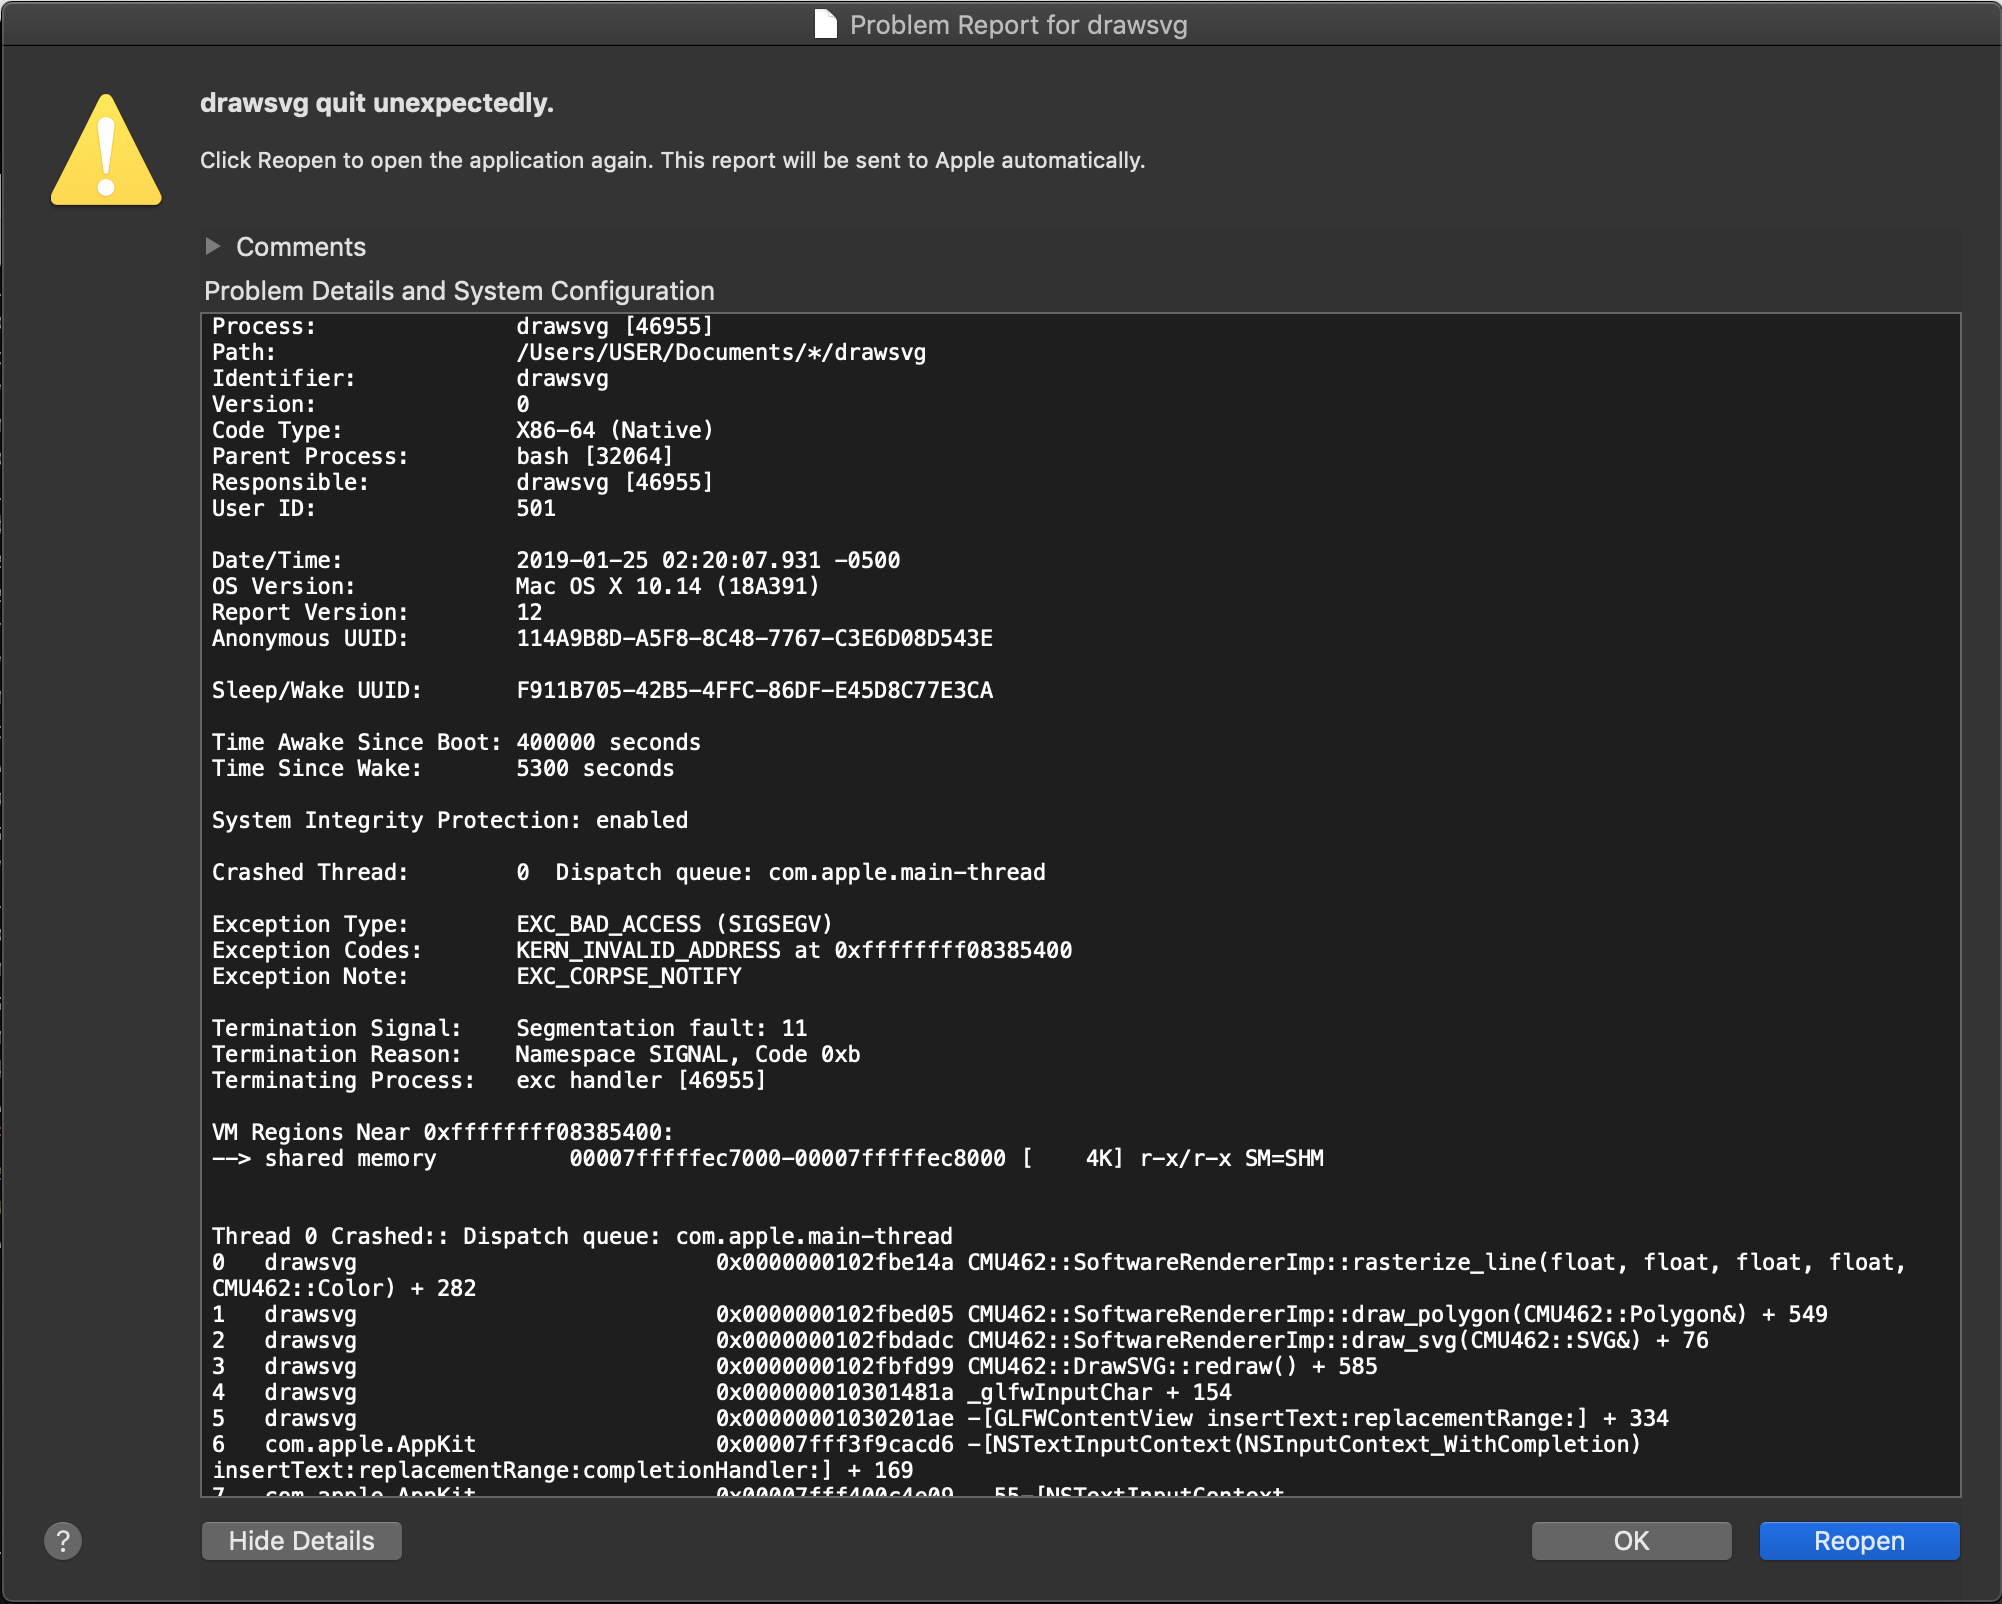 Problem Report for drawsvg
drawsvg quit unexpectedly.
Click Reopen to open the application again. This report will be sent to Apple automatically.
Comments
Problem Details and System Configuration
Process: drawsvg [46955]
Path: /Users/USER/Documents/*/drawsvg
Identifier: drawsvg
Version: 0
Code Type: X86-64 (Native)
Parent Process: bash [32064]
Responsible: drawsvg [46955]
User ID: 501
Date/Time: 2019-01-25 02:20:07.931 -0500
OS Version: Mac OS X 10.14 (18A391)
Report Version: 12
Anonymous UUID: 114A9B8D-A5F8-8C48-7767-C3E6D08D543E
Sleep/Wake UUID: F911B705-42B5-4FFC-86DF-E45D8C77E3CA
Time Awake Since Boot: 400000 seconds
Time Since Wake: 5300 seconds
System Integrity Protection: enabled
Crashed Thread: 0 Dispatch queue: com.apple.main-thread
Exception Type: EXC_BAD_ACCESS (SIGSEGV)
Exception Codes: KERN_INVALID_ADDRESS at 0xffffffff08385400
Exception Note: EXC_CORPSE_NOTIFY
Termination Signal: Segmentation fault: 11
Termination Reason: Namespace SIGNAL, Code 0xb
Terminating Process: exc handler [46955]
VM Regions Near 0xffffffff08385400:
--> shared memory 00007fffffec7000-00007fffffec8000 [ 4K] r-x/r-x SM=SHM
Thread 0 Crashed:: Dispatch queue: com.apple.main-thread
0 drawsvg 0x0000000102fbe14a CMU462::SoftwareRendererImp::rasterize_line(float, float, float, float,
CMU462::Color) + 282
1 drawsvg 0x0000000102fbed05 CMU462::SoftwareRendererImp::draw_polygon(CMU462::Polygon&) + 549
2 drawsvg 0x0000000102fbdadc CMU462::SoftwareRendererImp::draw_svg(CMU462::SVG&) + 76
3 drawsvg 0x0000000102fbfd99 CMU462::DrawSVG::redraw() + 585
4 drawsvg 0x000000010301481a _glfwInputChar + 154
5 drawsvg 0x00000001030201ae -[GLFWContentView insertText:replacementRange:] + 334
6 com.apple.AppKit 0x00007fff3f9cacd6 -[NSTextInputContext(NSInputContext_WithCompletion)
insertText:replacementRange:completionHandler:] + 169
7 com.apple.AppKit 0x00007fff400c4e09 __55-[NSTextInputContext
?
Hide Details
OK
Reopen